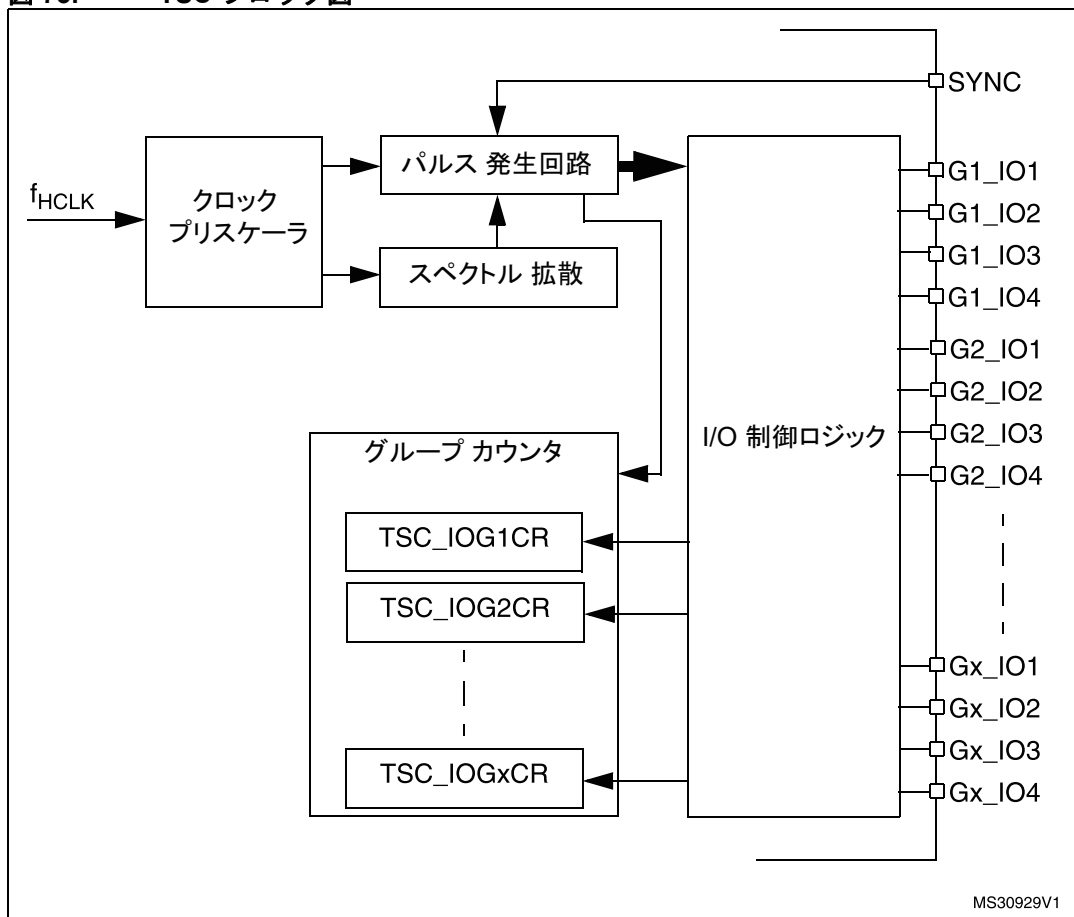 SYNC
パルス 発生回路
fHCLK
クロック
プリスケーラ
スペクトル 拡散
G1_IO1
G1_IO2
G1_IO3
G1_IO4
G2_IO1
G2_IO2
G2_IO3
G2_IO4
I/O 制御ロジック
グループ カウンタ
TSC_IOG1CR
TSC_IOG2CR
TSC_IOGxCR
Gx_IO1
Gx_IO2
Gx_IO3
Gx_IO4
MS30929V1